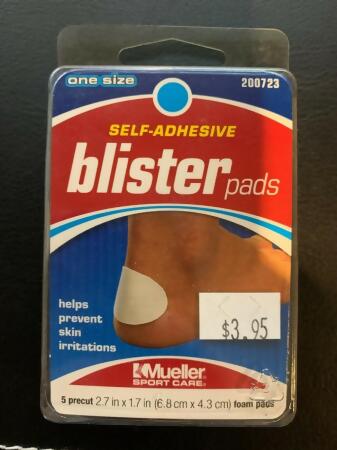 one size
200723
SELF-ADHESIVE
blister pads
helps
prevent
skin
irritations
$3.95
Mueller
SPORT CARE®
5 precut 2.7 in x 1.7 in (6.8 cm x 4.3 cm) foam pads